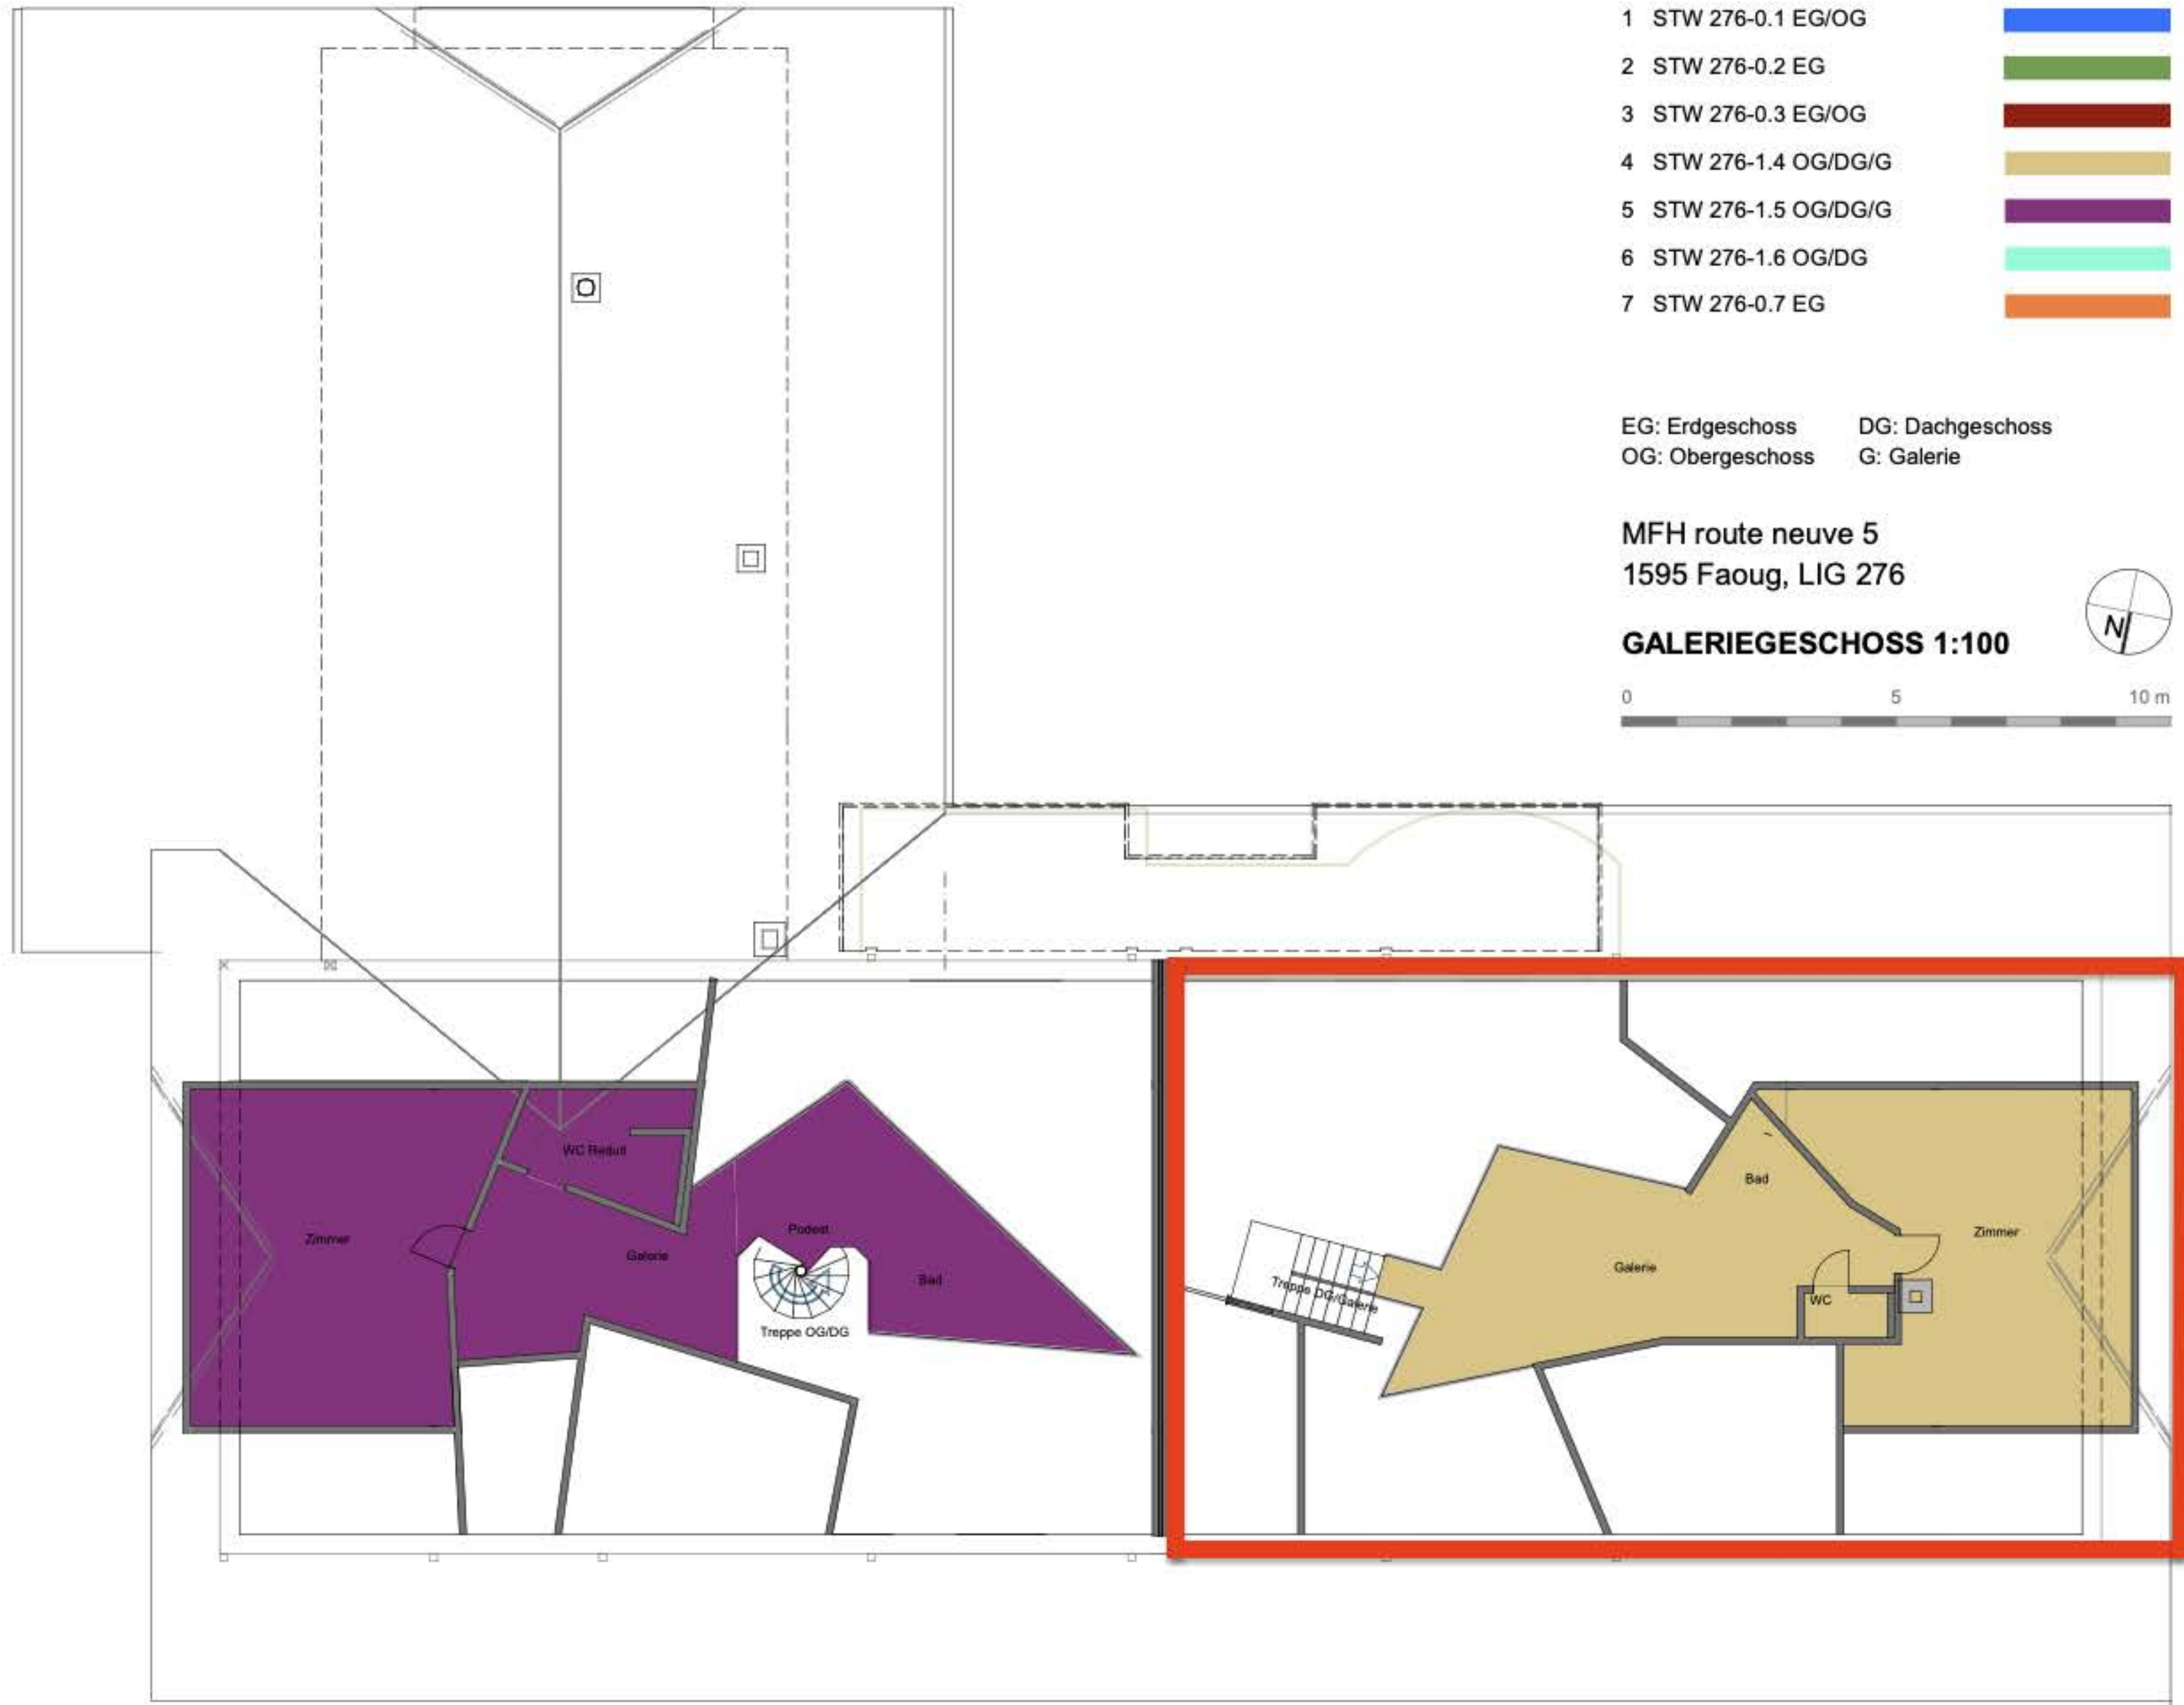 1 STW 276-0.1 EG/OG
2 STW 276-0.2 EG
3 STW 276-0.3 EG/OG
4 STW 276-1.4 OG/DG/G
5 STW 276-1.5 OG/DG/G
6 STW 276-1.6 OG/DG
7 STW 276-0.7 EG
EG: Erdgeschoss DG: Dachgeschoss
OG: Obergeschoss G: Galerie
MFH route neuve 5
1595 Faoug, LIG 276
N
GALERIEGESCHOSS 1:100
0 5 10 m
WC Reduit
Zimmer
Galerie
Podest
Bad
Treppe OG/DG
Bad
Zimmer
Galerie
Treppe DG/Galerie
WC